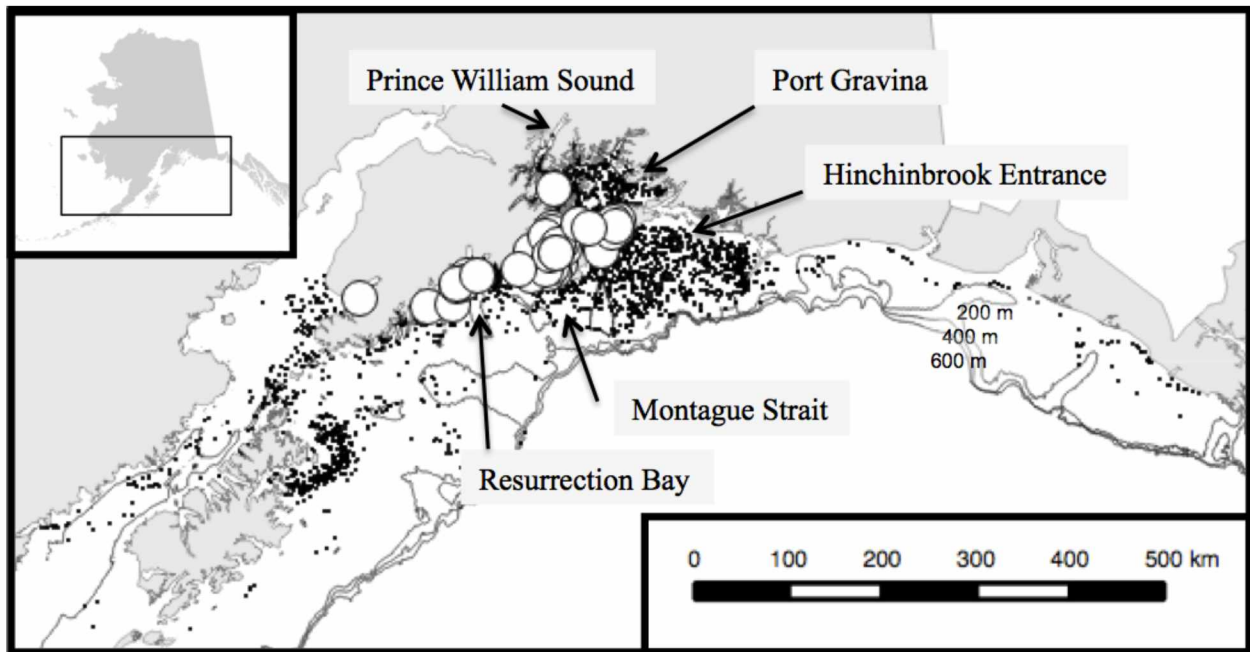 Prince William Sound
Port Gravina
Hinchinbrook Entrance
200 m
400 m
600 m
Montague Strait
Resurrection Bay
0 100 200 300 400 500 km